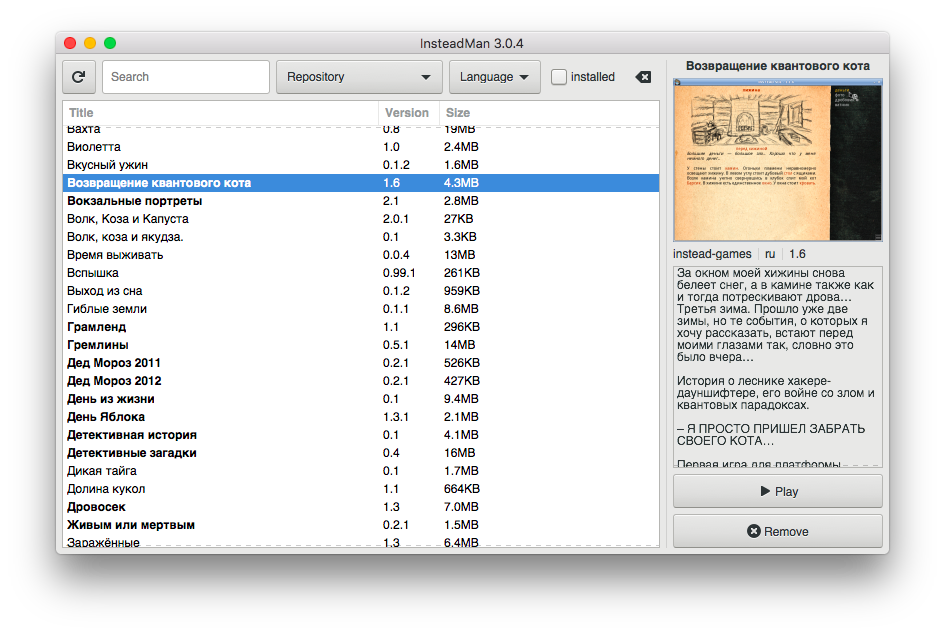 InsteadMan 3.0.4
Search
Repository
Language
installed
Title Version Size
Вахта 0.8 19MB
Виолетта 1.0 2.4MB
Вкусный ужин 0.1.2 1.6MB
Возвращение квантового кота 1.6 4.3MB
Вокзальные портреты 2.1 2.8MB
Волк, Коза и Капуста 2.0.1 27KB
Волк, коза и якудза. 0.1 3.3KB
Время выживать 0.0.4 13MB
Вспышка 0.99.1 261KB
Выход из сна 0.1.2 959KB
Гиблые земли 0.1.1 8.6MB
Грамленд 1.1 296KB
Гремлины 0.5.1 14MB
Дед Мороз 2011 0.2.1 526KB
Дед Мороз 2012 0.2.1 427KB
День из жизни 0.1 9.4MB
День Яблока 1.3.1 2.1MB
Детективная история 0.1 4.1MB
Детективные загадки 0.4 16MB
Дикая тайга 0.1 1.7MB
Долина кукол 1.1 664KB
Дровосек 1.3 7.0MB
Живым или мертвым 0.2.1 1.5MB
Заражённые 1.3 6.4MB
Возвращение квантового кота
instead-games ru 1.6
За окном моей хижины снова
белеет снег, а в камине также как
и тогда потрескивают дрова...
Третья зима. Прошло уже две
зимы, но те события, о которых я
хочу рассказать, встают перед
моими глазами так, словно это
было вчера...
История о леснике хакере-
дауншифтере, его войне со злом и
квантовых парадоксах.
– Я ПРОСТО ПРИШЕЛ ЗАБРАТЬ
СВОЕГО КОТА...
Первая игра для платформы
Play
Remove